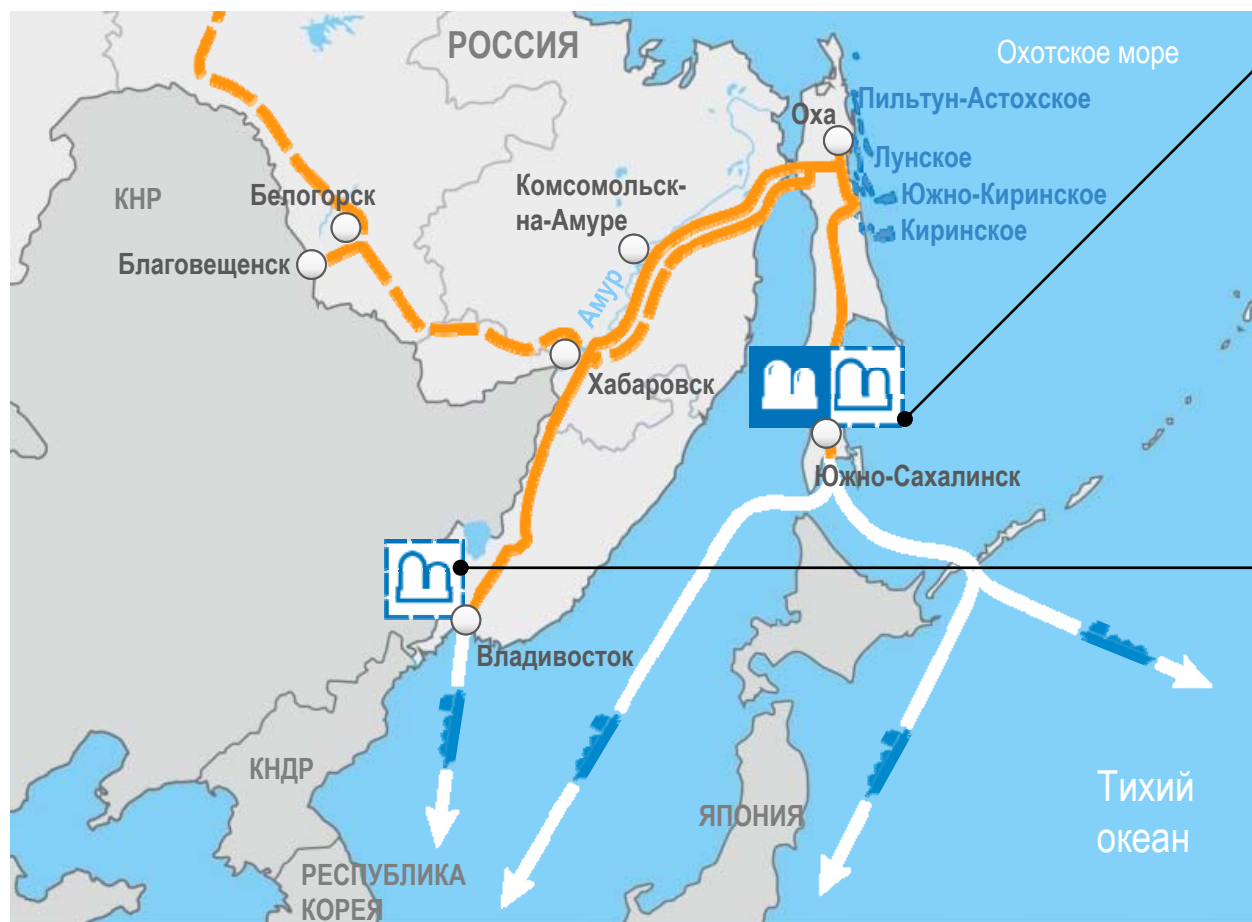 РОССИЯ
Охотское море
Пильтун-Астохское
Оха
Лунское
КНР
Белогорск
Комсомольск-
на-Амуре
Южно-Киринское
Киринское
Благовещенск
Амур
Хабаровск
Южно-Сахалинск
Владивосток
КНДР
ЯПОНИЯ
Тихий
океан
РЕСПУБЛИКА
КОРЕЯ